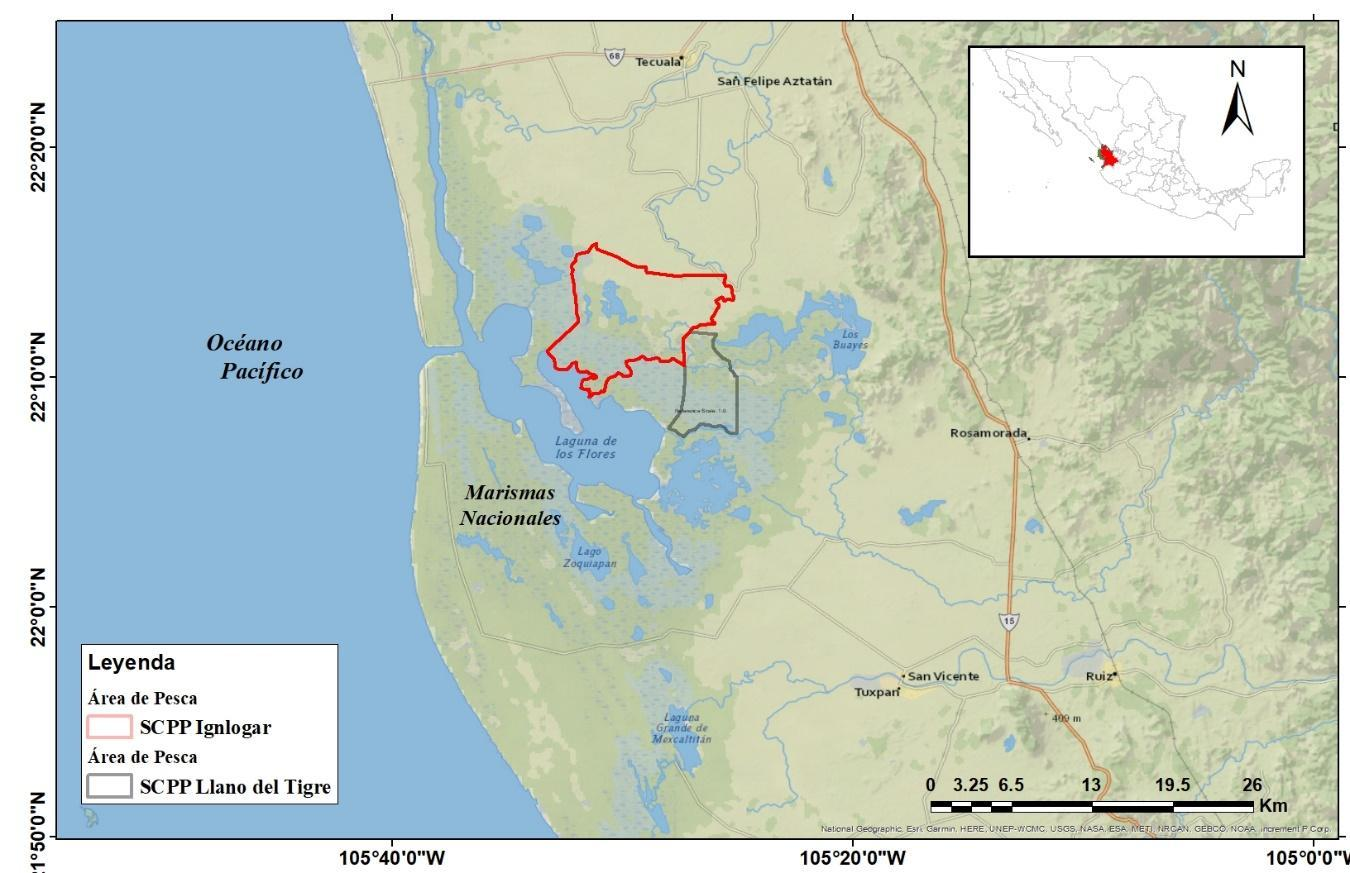 68
Tecuala
San Felipe Aztatán
N
22°20'0"N
Océano
Pacífico
22°10'0"N
Los
Buayes
Rosamorada
Laguna de
los Flores
Marismas
Nacionales
Lago
Zoquiapan
22°0'0"N
15
San Vicente
Ruiz
Tuxpan
409 m
Laguna
Grande de
Mexcaltitán
Leyenda
Área de Pesca
SCPP Ignlogar
Área de Pesca
SCPP Llano del Tigre
0 3.25 6.5 13 19.5 26
Km
National Geographic, Esri, Garmin, HERE, UNEP-WCMC, USGS, NASA, ESA, METI, NRCAN, GEBCO, NOAA, increment P Corp.
1°50'0"N
105°40'0"W
105°20'0"W
105°0'0"W